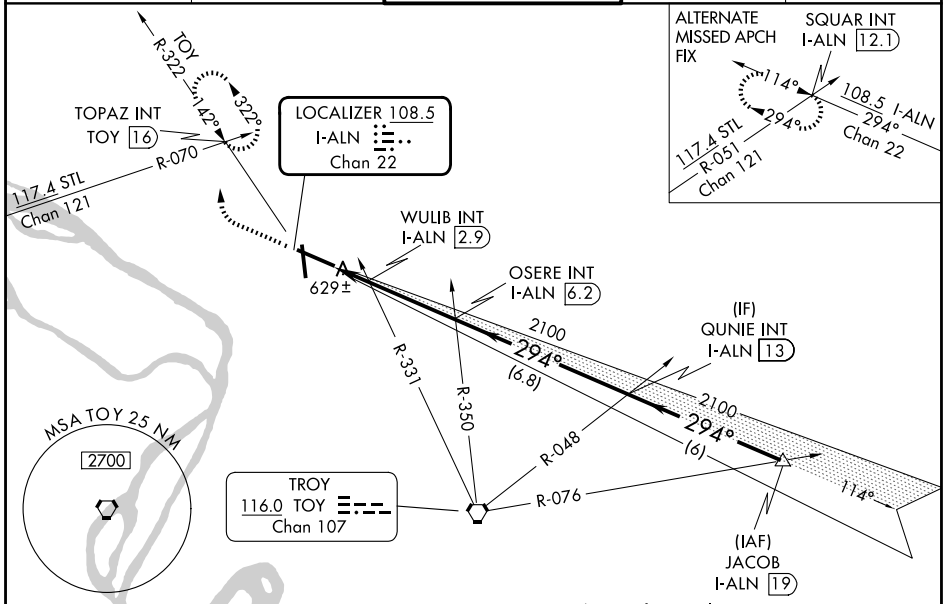 TOY
R-322
142°
322°
TOPAZ INT
TOY 16
R-070
117.4 STL
Chan 121
LOCALIZER 108.5
I-ALN
Chan 22
ALTERNATE
MISSED APCH
FIX
SQUAR INT
I-ALN 12.1
114°
294°
108.5 I-ALN
294°
Chan 22
117.4 STL
R-051
Chan 121
WULIB INT
I-ALN 2.9
OSERE INT
I-ALN 6.2
629±
(IF)
QUNIE INT
I-ALN 13
2100
294°
(6.8)
2100
294°
(6)
114°
R-331
R-350
R-048
R-076
MSA TOY 25 NM
2700
TROY
116.0 TOY
Chan 107
(IAF)
JACOB
I-ALN 19